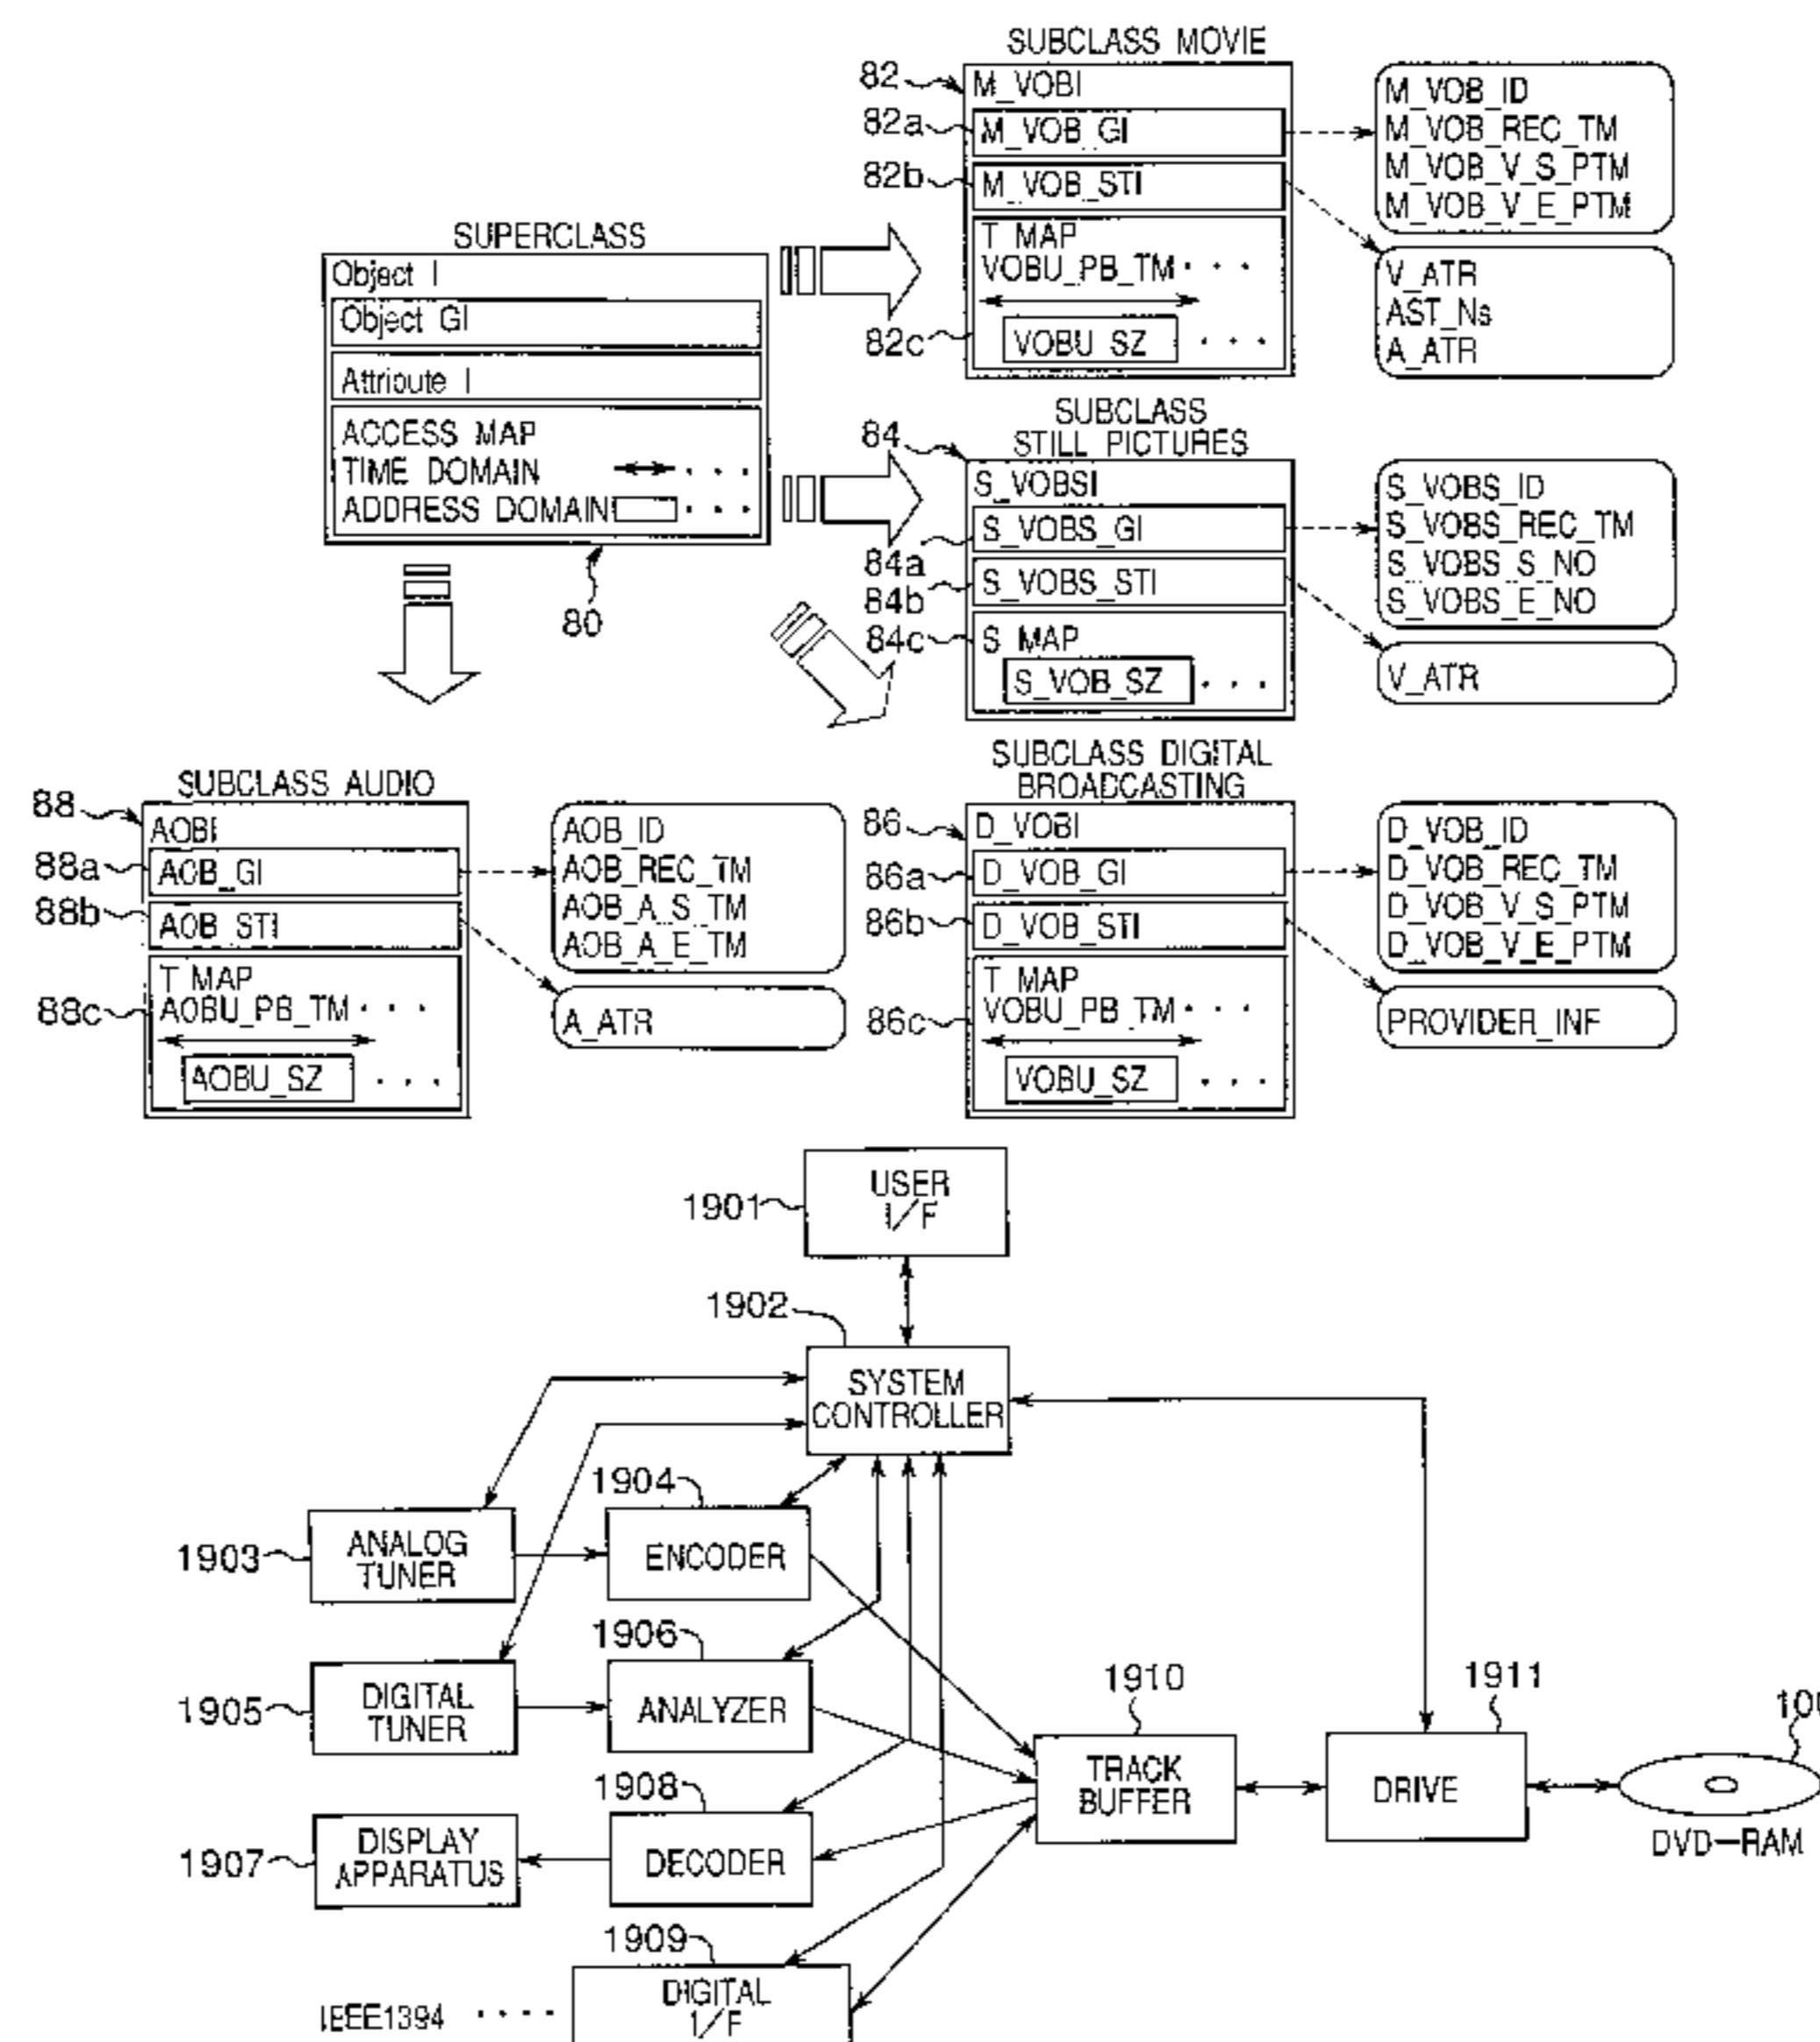 SUBCLASS MOVIE
82
M_VOBI
82a
M_VOB_GI
82b
M_VOB_STI
T MAP
VOBU_PB_TM . . .
82c
VOBU SZ . . .
M_VOB_ID
M_VOB_REC_TM
M_VOB_V_S_PTM
M_VOB_V_E_PTM
V_ATR
AST_Ns
A_ATR
SUPERCLASS
Object I
Object GI
Attribute I
ACCESS MAP
TIME DOMAIN . . .
ADDRESS DOMAIN . . .
80
SUBCLASS
STILL PICTURES
84
S_VOBSI
84a
S_VOBS_GI
84b
S_VOBS_STI
84c
S MAP
S_VOB_SZ . . .
S_VOBS_ID
S_VOBS_REC_TM
S_VOBS_S_NO
S_VOBS_E_NO
V_ATR
SUBCLASS AUDIO
88
AOBI
88a
AOB_GI
88b
AOB_STI
T MAP
88c
AOBU_PB_TM . . .
AOBU_SZ . . .
AOB_ID
AOB_REC_TM
AOB_A_S_TM
AOB_A_E_TM
A_ATR
SUBCLASS DIGITAL
BROADCASTING
86
D_VOBI
86a
D_VOB_GI
86b
D_VOB_STI
T MAP
86c
VOBU_PB_TM . . .
VOBU_SZ . . .
D_VOB_ID
D_VOB_REC_TM
D_VOB_V_S_PTM
D_VOB_V_E_PTM
PROVIDER_INF
1901
USER
I/F
1902
SYSTEM
CONTROLLER
1903
ANALOG
TUNER
1904
ENCODER
1905
DIGITAL
TUNER
1906
ANALYZER
1907
DISPLAY
APPARATUS
1908
DECODER
1910
TRACK
BUFFER
1911
DRIVE
DVD-RAM
1909
DIGITAL
I/F
IEEE1394 . . . .